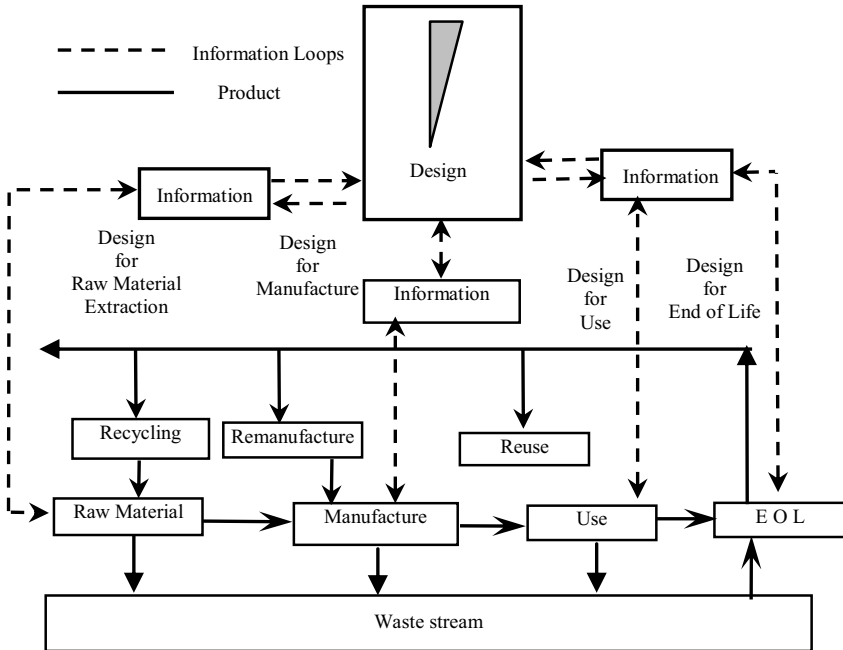 Information Loops
Product
Design
Information
Information
Design
for
Raw Material
Extraction
Design
for
Manufacture
Information
Design
for
Use
Design
for
End of Life
Recycling
Remanufacture
Reuse
Raw Material
Manufacture
Use
E O L
Waste stream